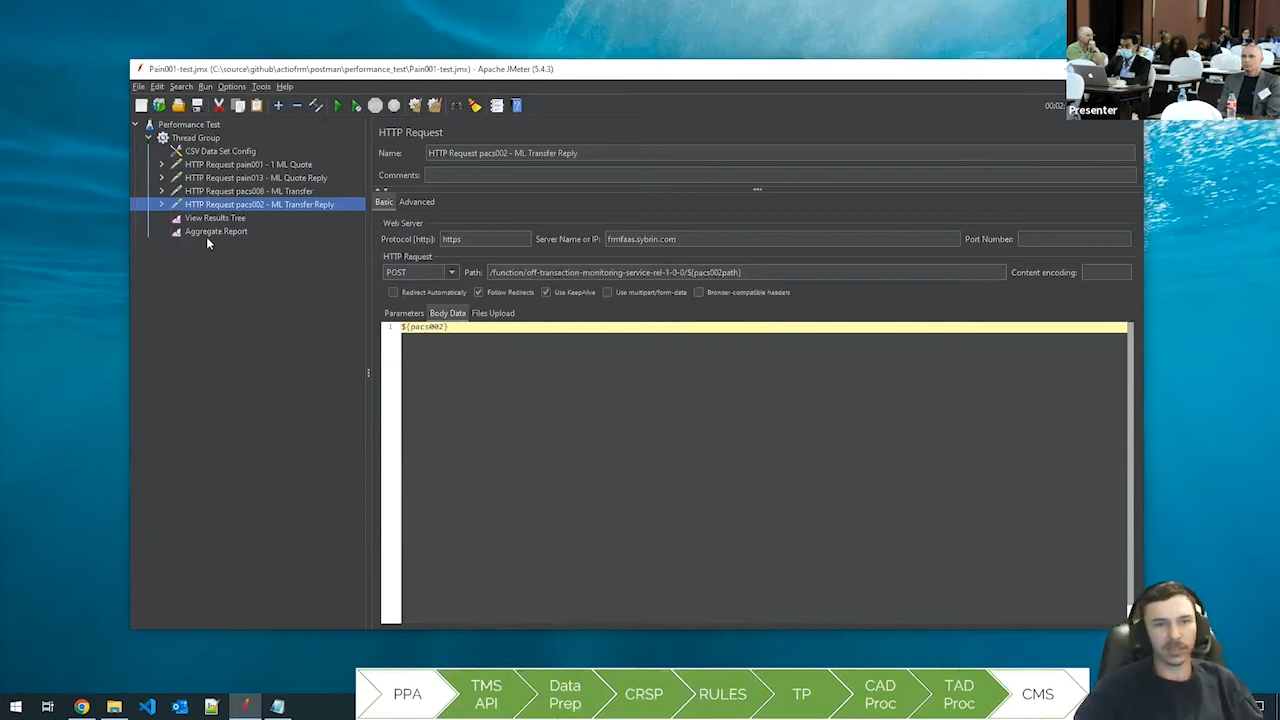 Pain001-test.jmx (C:\source\github\actiofrm\postman\performance_test\Pain001-test.jmx) - Apache JMeter (5.4.3)
File Edit Search Run Options Tools Help
00:02:
Presenter
Performance Test
Thread Group
CSV Data Set Config
HTTP Request pain001 - 1 ML Quote
HTTP Request pain013 - ML Quote Reply
HTTP Request pacs008 - ML Transfer
HTTP Request pacs002 - ML Transfer Reply
View Results Tree
Aggregate Report
HTTP Request
Name: HTTP Request pacs002 - ML Transfer Reply
Comments:
Basic Advanced
Web Server
Protocol [http]: https Server Name or IP: frmfaas.sybrin.com Port Number:
HTTP Request
POST Path: /function/off-transaction-monitoring-service-rel-1-0-0/${pacs002path} Content encoding:
Redirect Automatically Follow Redirects Use KeepAlive Use multipart/form-data Browser-compatible headers
Parameters Body Data Files Upload
1 ${pacs002}
PPA
TMS
API
Data
Prep
CRSP
RULES
TP
CAD
Proc
TAD
Proc
CMS